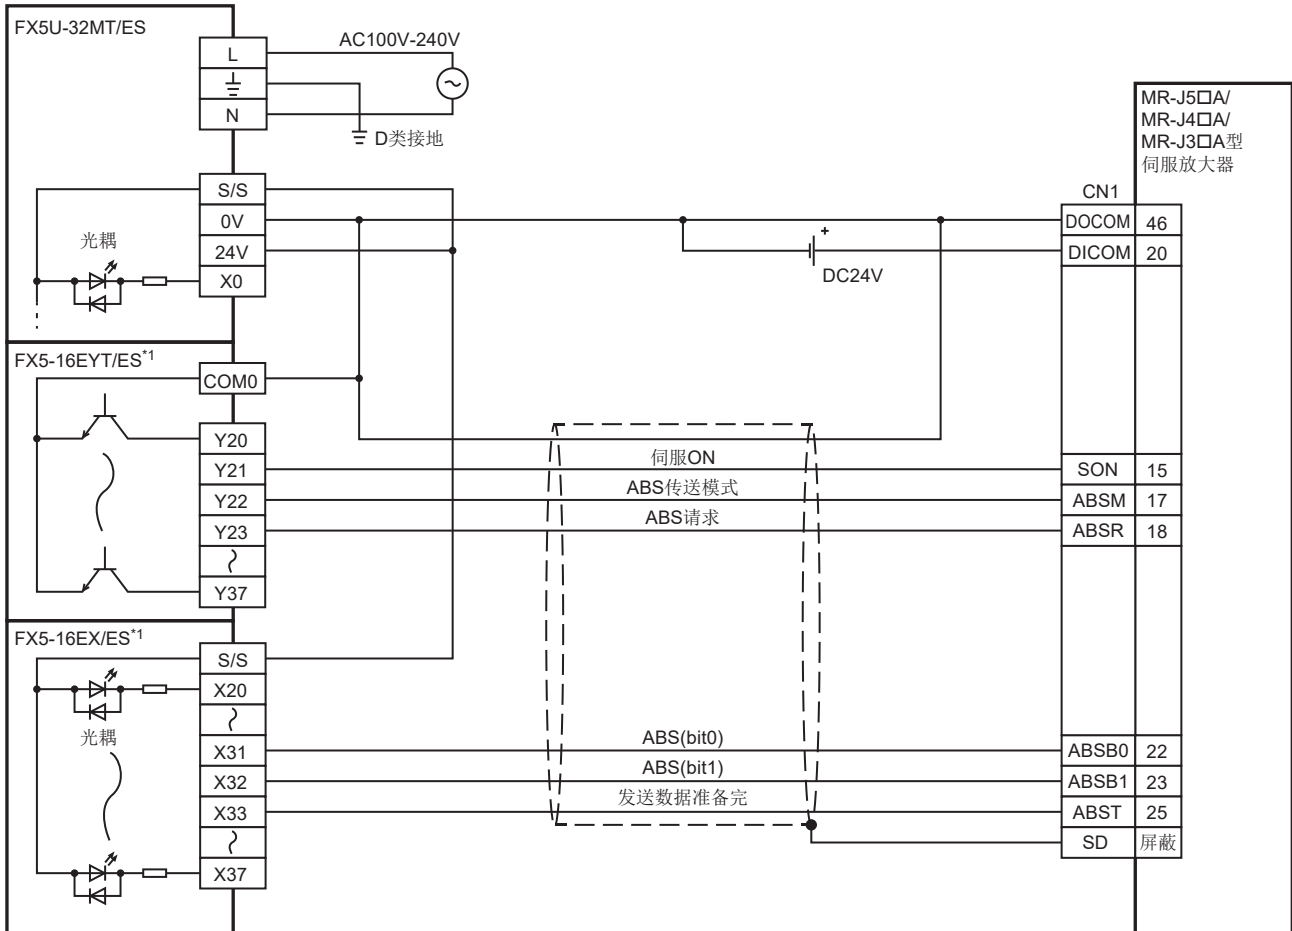 FX5U-32MT/ES
L
N
AC100V-240V
D类接地
S/S
0V
24V
X0
光耦
FX5-16EYT/ES*1
COM0
Y20
Y21
Y22
Y23
Y37
FX5-16EX/ES*1
S/S
X20
X31
X32
X33
X37
光耦
+
DC24V
伺服ON
ABS传送模式
ABS请求
ABS(bit0)
ABS(bit1)
发送数据准备完
MR-J5□A/
MR-J4□A/
MR-J3□A型
伺服放大器
CN1
DOCOM 46
DICOM 20
SON 15
ABSM 17
ABSR 18
ABSB0 22
ABSB1 23
ABST 25
SD 屏蔽